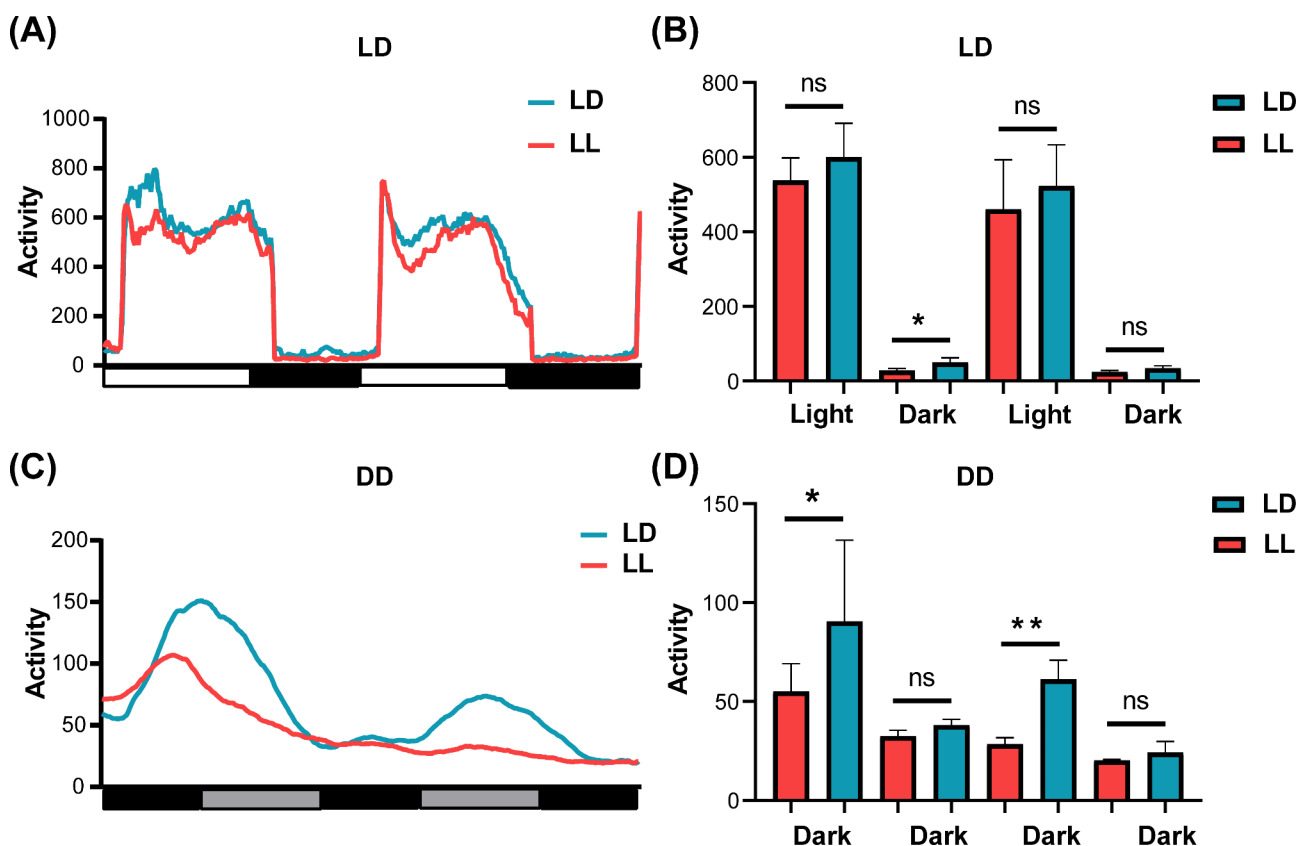 (A)
LD
LD
LL
Activity
1000
800
600
400
200
0
(B)
LD
LD
LL
Activity
800
600
400
200
0
ns
*
ns
ns
Light
Dark
Light
Dark
(C)
DD
LD
LL
Activity
200
150
100
50
0
(D)
DD
LD
LL
Activity
150
100
50
0
*
ns
**
ns
Dark
Dark
Dark
Dark